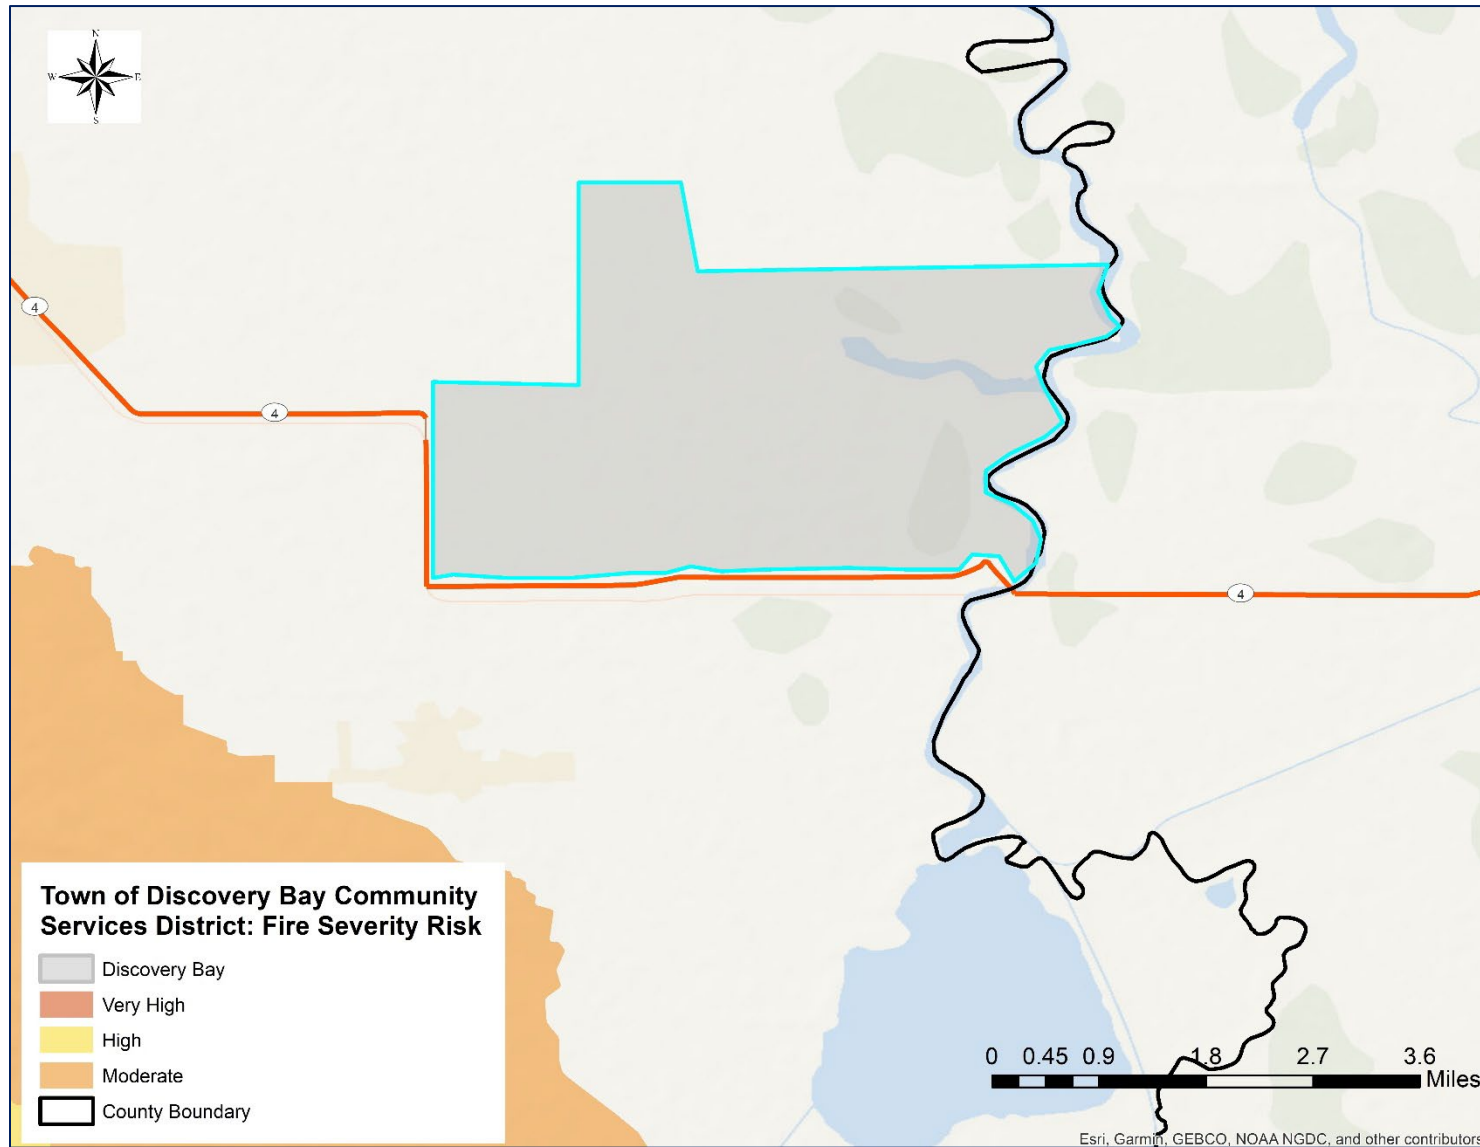 N
W
E
S
4
4
4
Town of Discovery Bay Community
Services District: Fire Severity Risk
Discovery Bay
Very High
High
Moderate
County Boundary
0 0.45 0.9 1.8 2.7 3.6
Miles
Esri, Garmin, GEBCO, NOAA NGDC, and other contributors